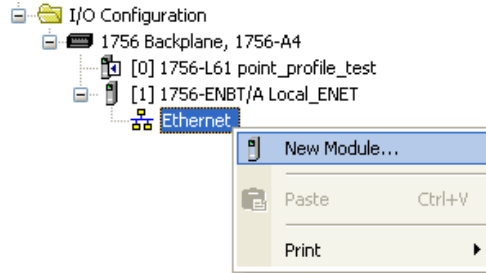 I/O Configuration
1756 Backplane, 1756-A4
[0] 1756-L61 point_profile_test
[1] 1756-ENBT/A Local_ENET
Ethernet
New Module...
Paste Ctrl+V
Print